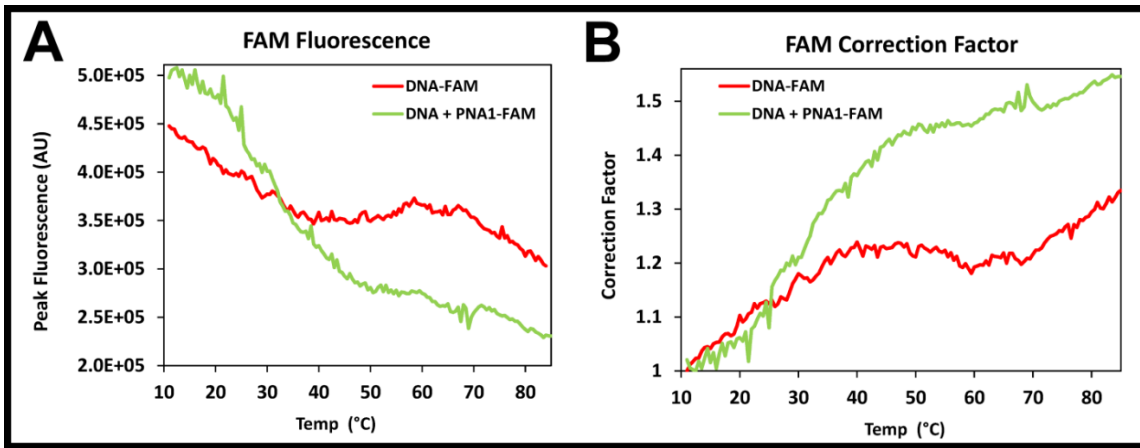 A
FAM Fluorescence
DNA-FAM
DNA + PNA1-FAM
Peak Fluorescence (AU)
5.0E+05
4.5E+05
4.0E+05
3.5E+05
3.0E+05
2.5E+05
2.0E+05
10 20 30 40 50 60 70 80
Temp (°C)
B
FAM Correction Factor
DNA-FAM
DNA + PNA1-FAM
Correction Factor
1.5
1.4
1.3
1.2
1.1
1
10 20 30 40 50 60 70 80
Temp (°C)